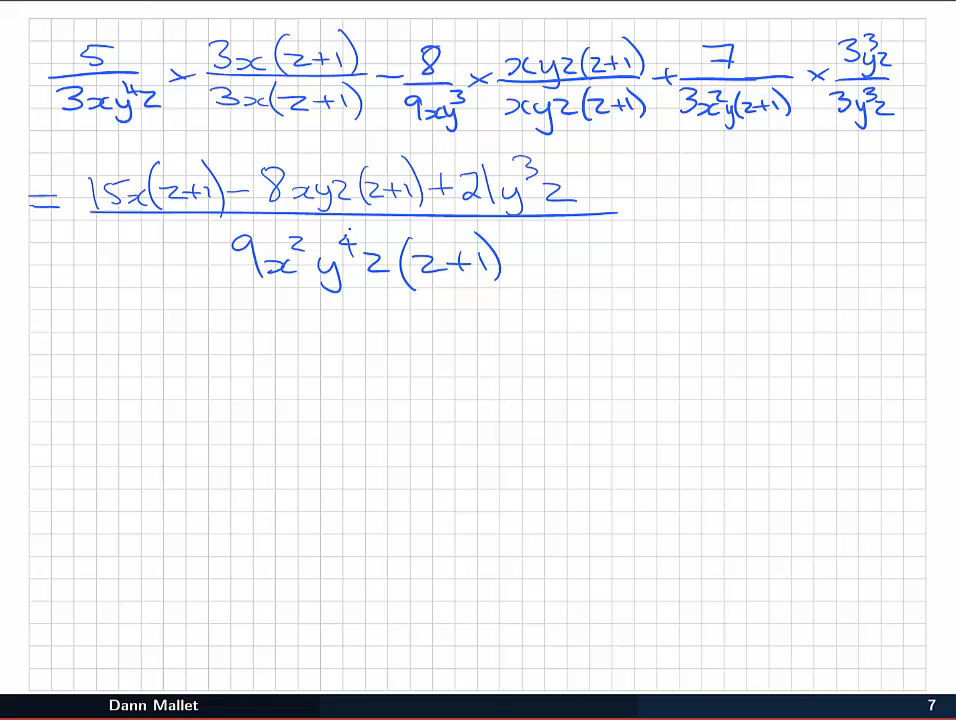 5/(3xy⁴z) × 3x(z+1)/(3x(z+1)) − 8/(9xy³) × xyz(z+1)/(xyz(z+1)) + 7/(3x²y(z+1)) × 3y³z/(3y³z)
= (15x(z+1) − 8xyz(z+1) + 21y³z)/(9x²y⁴z(z+1))
Dann Mallet 7